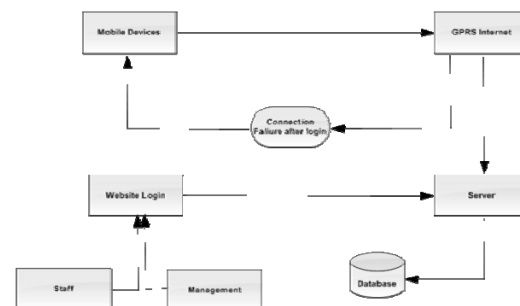 Mobile Devices
GPRS Internet
Connection
Failure after login
Website Login
Server
Database
Staff
Management